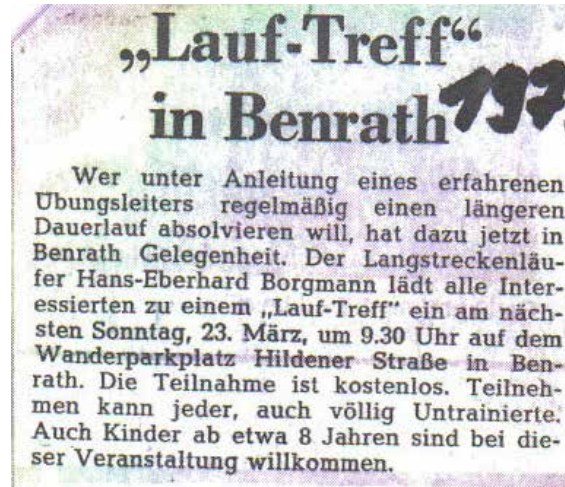 „Lauf-Treff“
in Benrath
197
Wer unter Anleitung eines erfahrenen
Übungsleiters regelmäßig einen längeren
Dauerlauf absolvieren will, hat dazu jetzt in
Benrath Gelegenheit. Der Langstreckenläu-
fer Hans-Eberhard Borgmann lädt alle Inter-
essierten zu einem „Lauf-Treff“ ein am näch-
sten Sonntag, 23. März, um 9.30 Uhr auf dem
Wanderparkplatz Hildener Straße in Ben-
rath. Die Teilnahme ist kostenlos. Teilneh-
men kann jeder, auch völlig Untrainierte.
Auch Kinder ab etwa 8 Jahren sind bei die-
ser Veranstaltung willkommen.